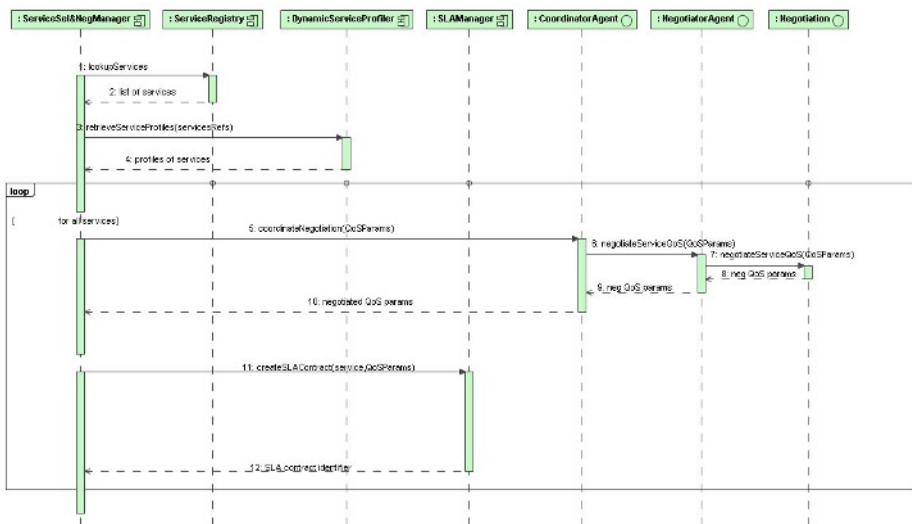 : ServiceSel&NegManager
: ServiceRegistry
: DynamicServiceProfiler
: SLAManager
: CoordinatorAgent
: NegotiatorAgent
: Negotiation
1: lookupServices
2: list of services
3: retrieveServiceProfiles(servicesRefs)
4: profiles of services
loop
[ for all services]
5: coordinateNegotiation(QoSParams)
6: negotiateServiceQoS(QoSParams)
7: negotiateServiceQoS(QoSParams)
8: neg QoS params
9: neg QoS params
10: negotiated QoS params
11: createSLAContract(service,QoSParams)
12: SLA contract identifier